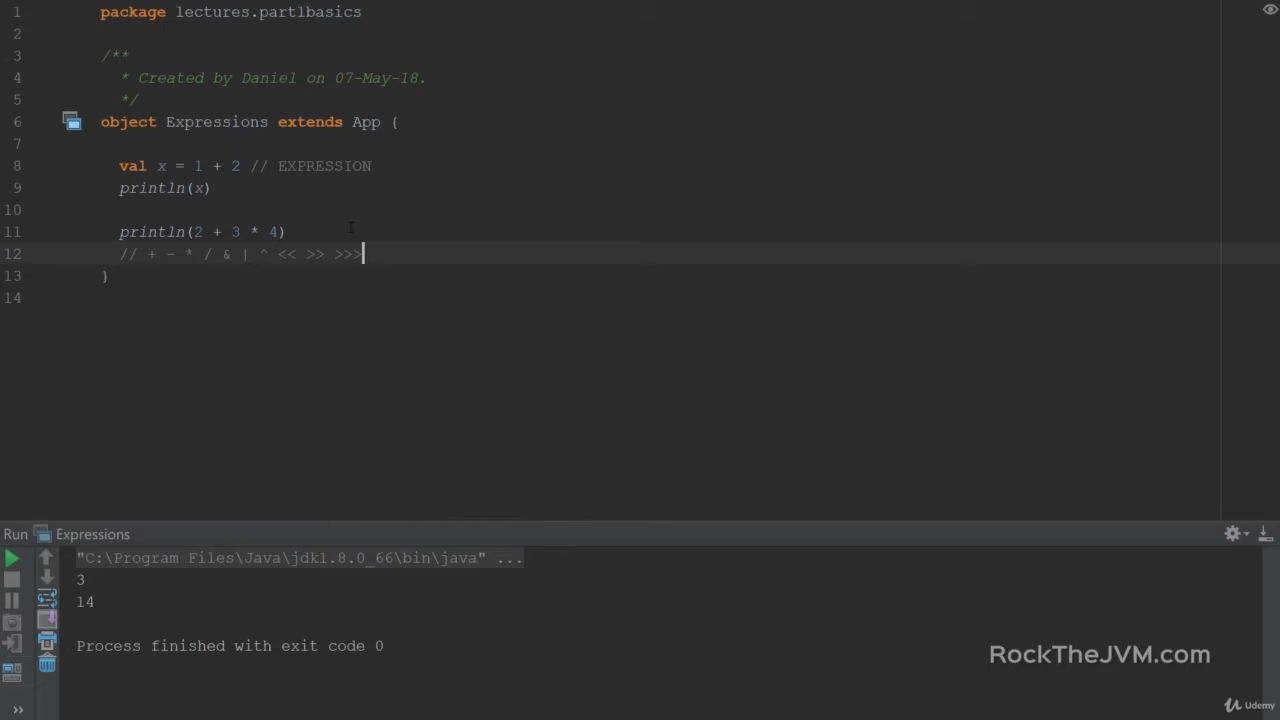 1 package lectures.part1basics
2
3 /**
4 * Created by Daniel on 07-May-18.
5 */
6 object Expressions extends App {
7
8 val x = 1 + 2 // EXPRESSION
9 println(x)
10
11 println(2 + 3 * 4)
12 // + - * / & | ^ << >> >>>
13 }
14
Run Expressions
"C:\Program Files\Java\jdk1.8.0_66\bin\java" ...
3
14
Process finished with exit code 0
RockTheJVM.com
Udemy